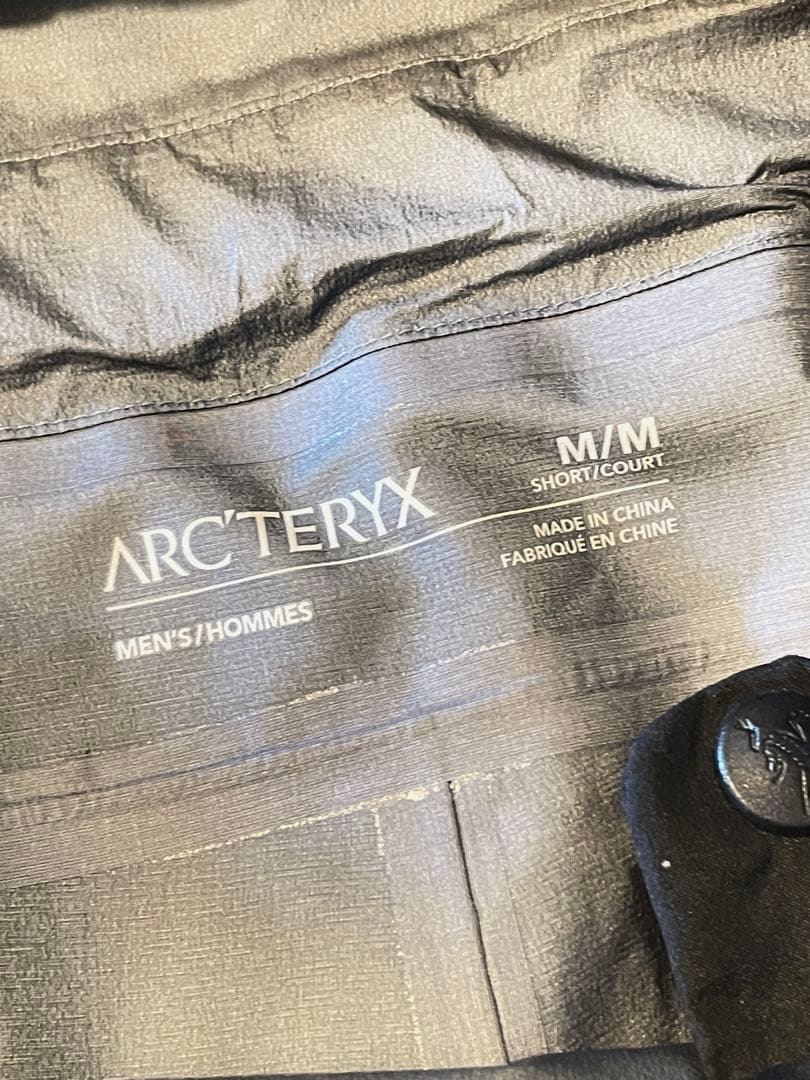 ARC'TERYX
MEN'S/HOMMES
M/M
SHORT/COURT
MADE IN CHINA
FABRIQUÉ EN CHINE